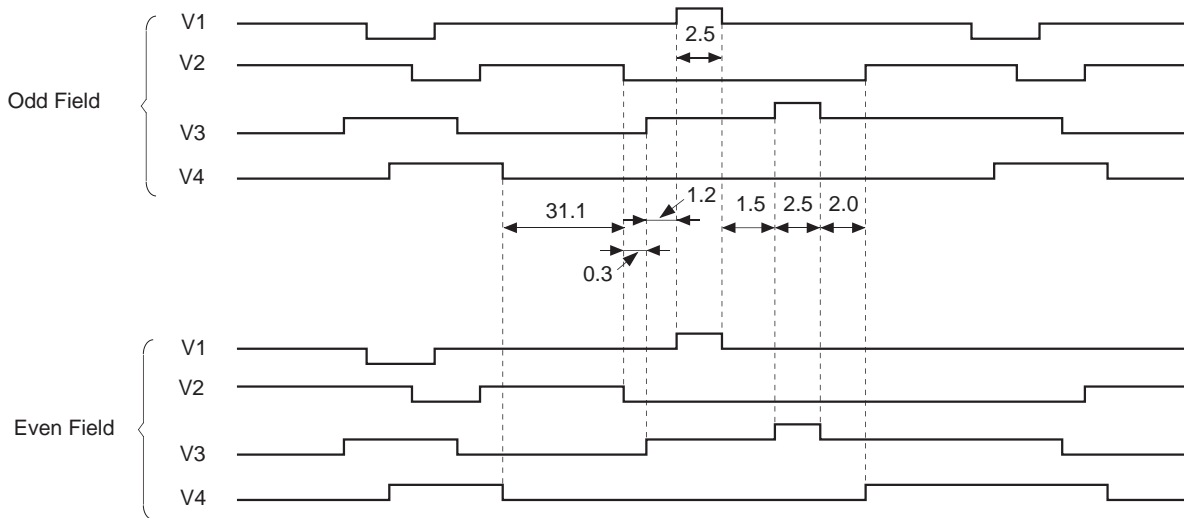 Odd Field
V1
2.5
V2
V3
V4
1.2
31.1
1.5
2.5
2.0
0.3
Even Field
V1
V2
V3
V4